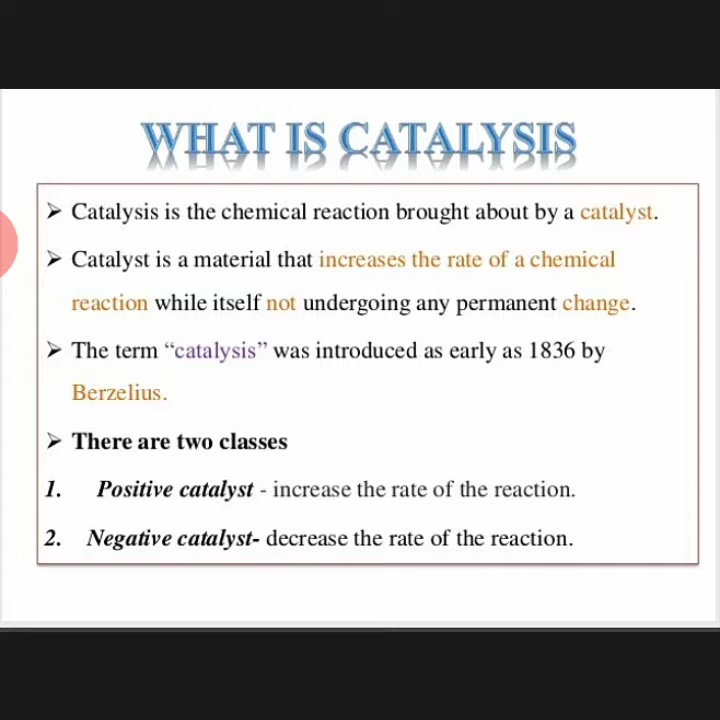 WHAT IS CATALYSIS
➢ Catalysis is the chemical reaction brought about by a catalyst.
➢ Catalyst is a material that increases the rate of a chemical
reaction while itself not undergoing any permanent change.
➢ The term “catalysis” was introduced as early as 1836 by
Berzelius.
➢ There are two classes
1. Positive catalyst - increase the rate of the reaction.
2. Negative catalyst- decrease the rate of the reaction.